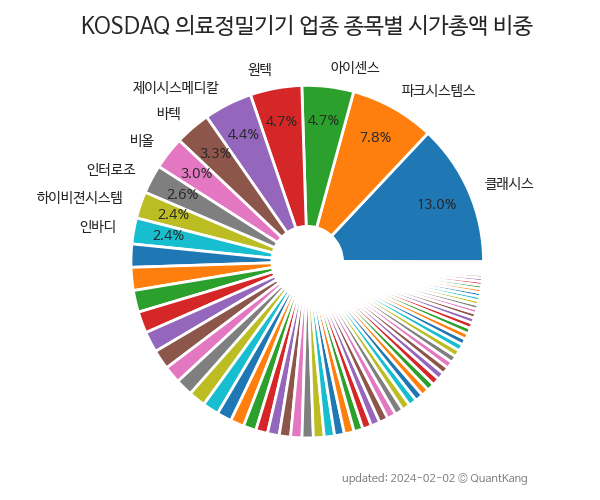 KOSDAQ 의료정밀기기 업종 종목별 시가총액 비중
클래시스
13.0%
파크시스템스
7.8%
아이센스
4.7%
원텍
4.7%
제이시스메디칼
4.4%
바텍
3.3%
비올
3.0%
인터로조
2.6%
하이비젼시스템
2.4%
인바디
2.4%
updated: 2024-02-02 © QuantKang